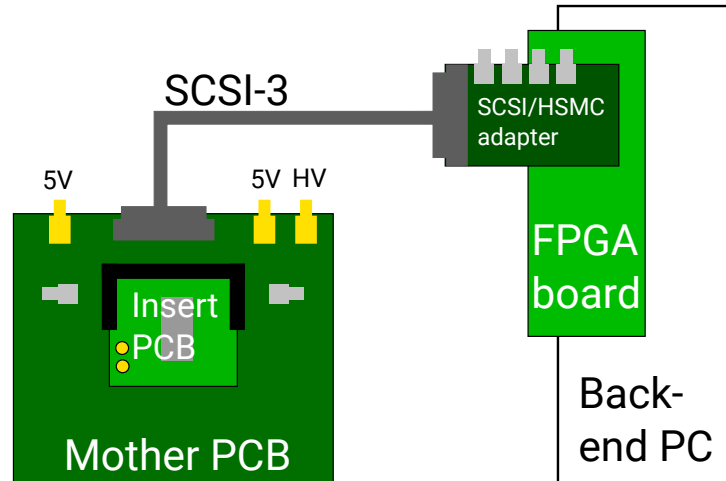 SCSI-3
SCSI/HSMC
adapter
5V
5V
HV
FPGA
board
Insert
PCB
Back-
end PC
Mother PCB